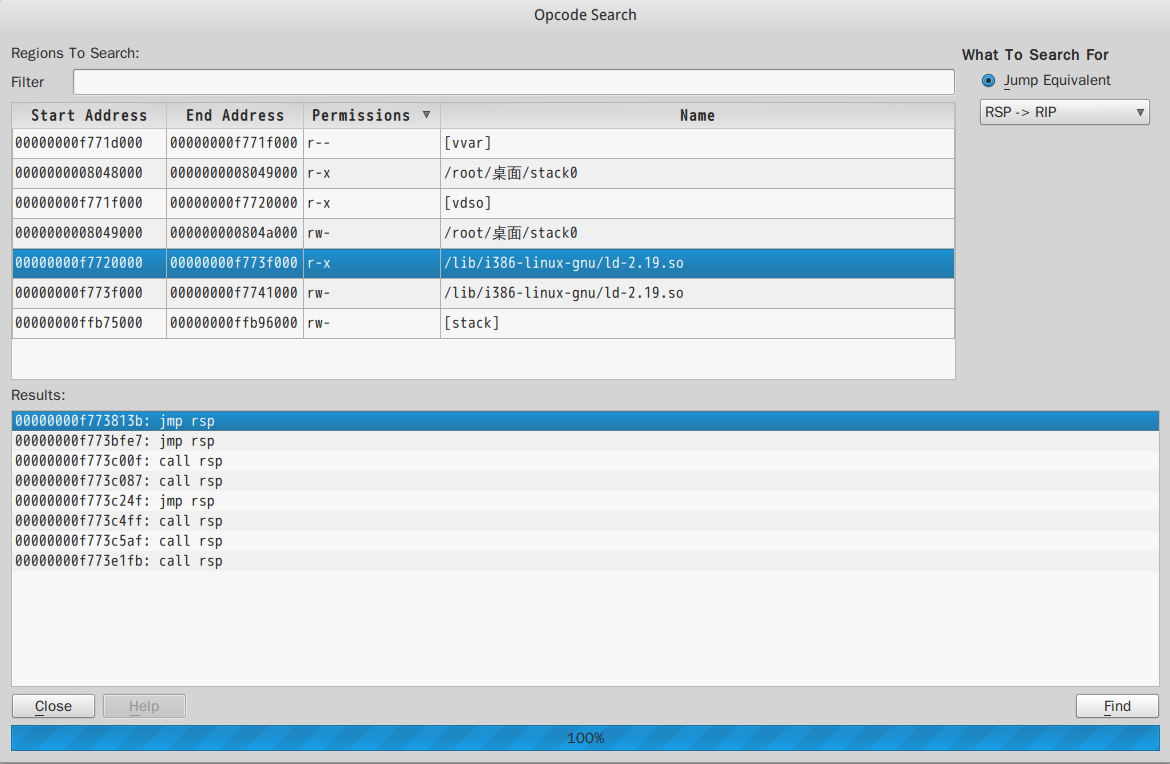 Opcode Search
Regions To Search:
Filter
Start Address End Address Permissions ▼ Name
00000000f771d000 00000000f771f000 r-- [vvar]
0000000008048000 0000000008049000 r-x /root/桌面/stack0
00000000f771f000 00000000f7720000 r-x [vdso]
0000000008049000 000000000804a000 rw- /root/桌面/stack0
00000000f7720000 00000000f773f000 r-x /lib/i386-linux-gnu/ld-2.19.so
00000000f773f000 00000000f7741000 rw- /lib/i386-linux-gnu/ld-2.19.so
00000000ffb75000 00000000ffb96000 rw- [stack]
What To Search For
Jump Equivalent
RSP -> RIP
Results:
00000000f773813b: jmp rsp
00000000f773bfe7: jmp rsp
00000000f773c00f: call rsp
00000000f773c087: call rsp
00000000f773c24f: jmp rsp
00000000f773c4ff: call rsp
00000000f773c5af: call rsp
00000000f773e1fb: call rsp
Close Help Find
100%